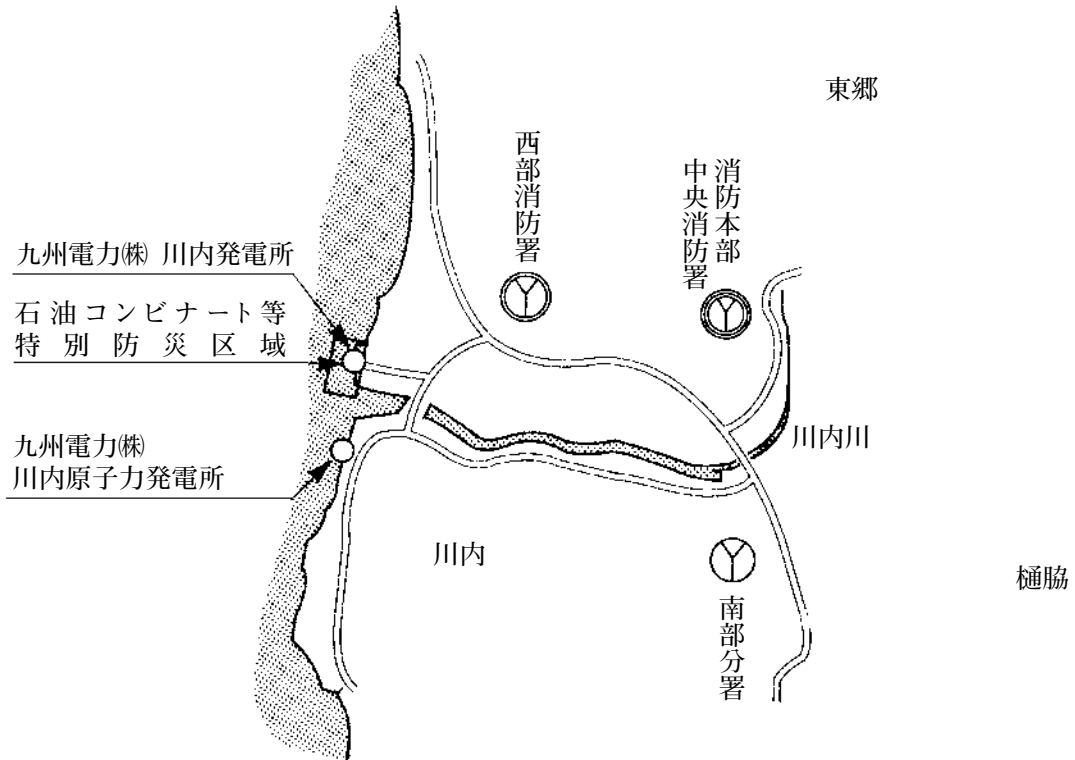 東郷
西部消防署
消防本部
中央消防署
九州電力㈱ 川内発電所
石油コンビナート等
特別防災区域
九州電力㈱
川内原子力発電所
川内川
川内
樋脇
南部分署